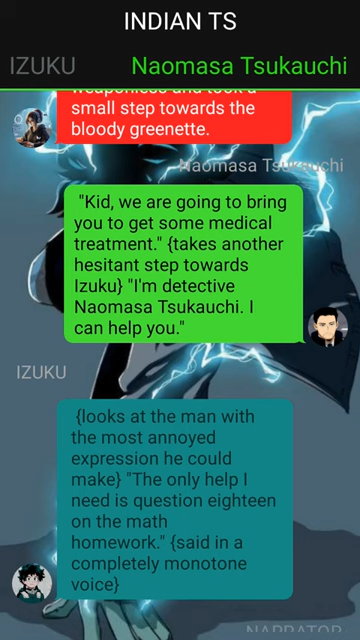 INDIAN TS
IZUKU Naomasa Tsukauchi
weaponless and took a
small step towards the
bloody greenette.
Naomasa Tsukauchi
"Kid, we are going to bring
you to get some medical
treatment." {takes another
hesitant step towards
Izuku} "I'm detective
Naomasa Tsukauchi. I
can help you."
IZUKU
{looks at the man with
the most annoyed
expression he could
make} "The only help I
need is question eighteen
on the math
homework." {said in a
completely monotone
voice}
NARRATOR